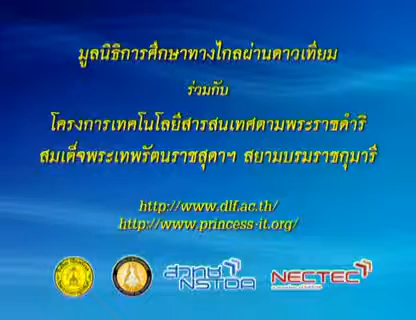 มูลนิธิการศึกษาทางไกลผ่านดาวเทียม
ร่วมกับ
โครงการเทคโนโลยีสารสนเทศตามพระราชดำริ
สมเด็จพระเทพรัตนราชสุดาฯ สยามบรมราชกุมารี
http://www.dlf.ac.th/
http://www.princess-it.org/
สวทช
NSTDA
NECTEC